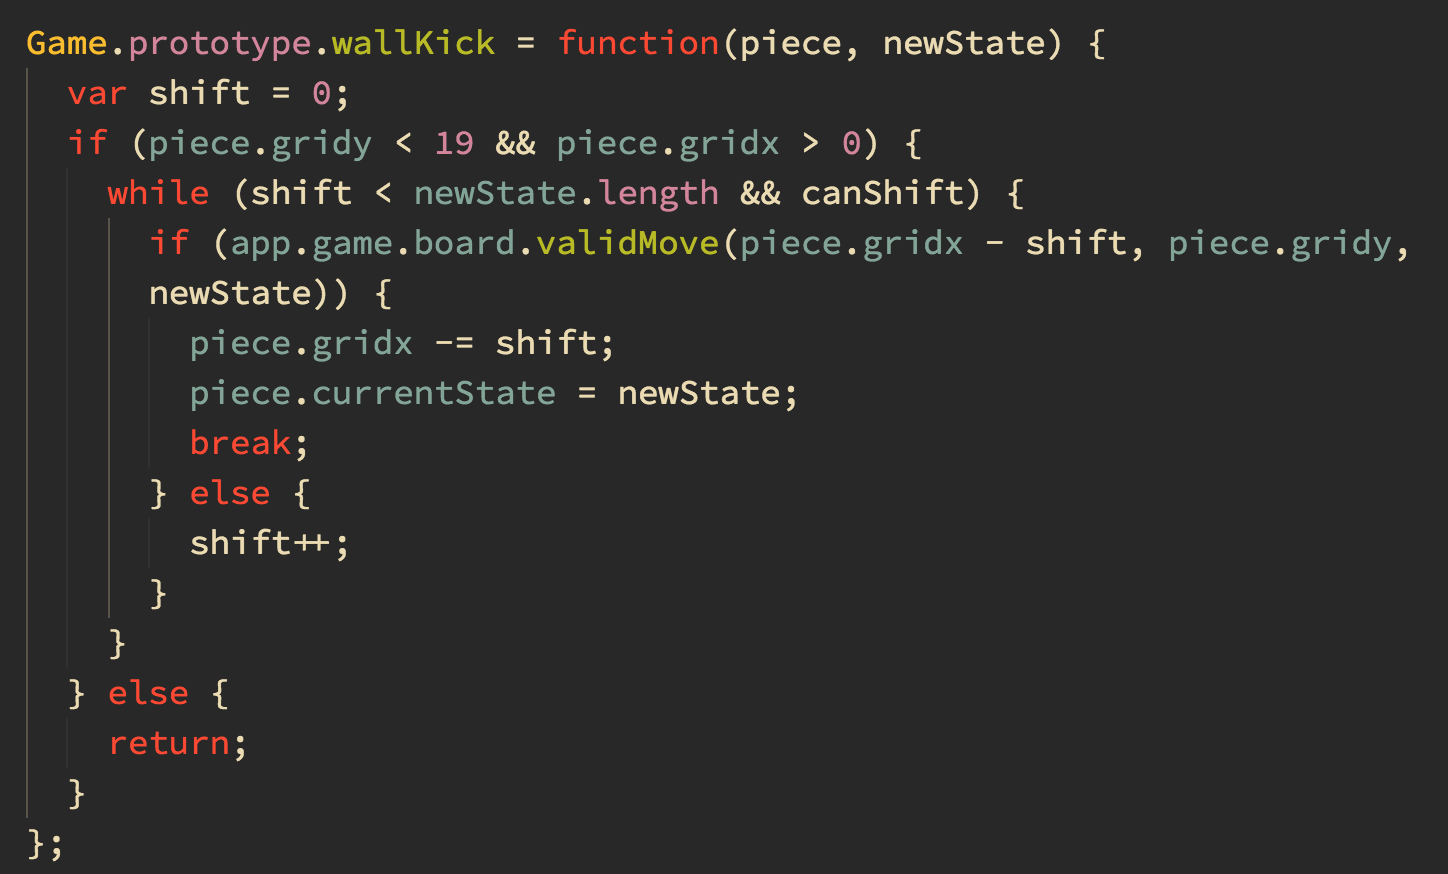 Game.prototype.wallKick = function(piece, newState) {
  var shift = 0;
  if (piece.gridy < 19 && piece.gridx > 0) {
    while (shift < newState.length && canShift) {
      if (app.game.board.validMove(piece.gridx - shift, piece.gridy,
      newState)) {
        piece.gridx -= shift;
        piece.currentState = newState;
        break;
      } else {
        shift++;
      }
    }
  } else {
    return;
  }
};